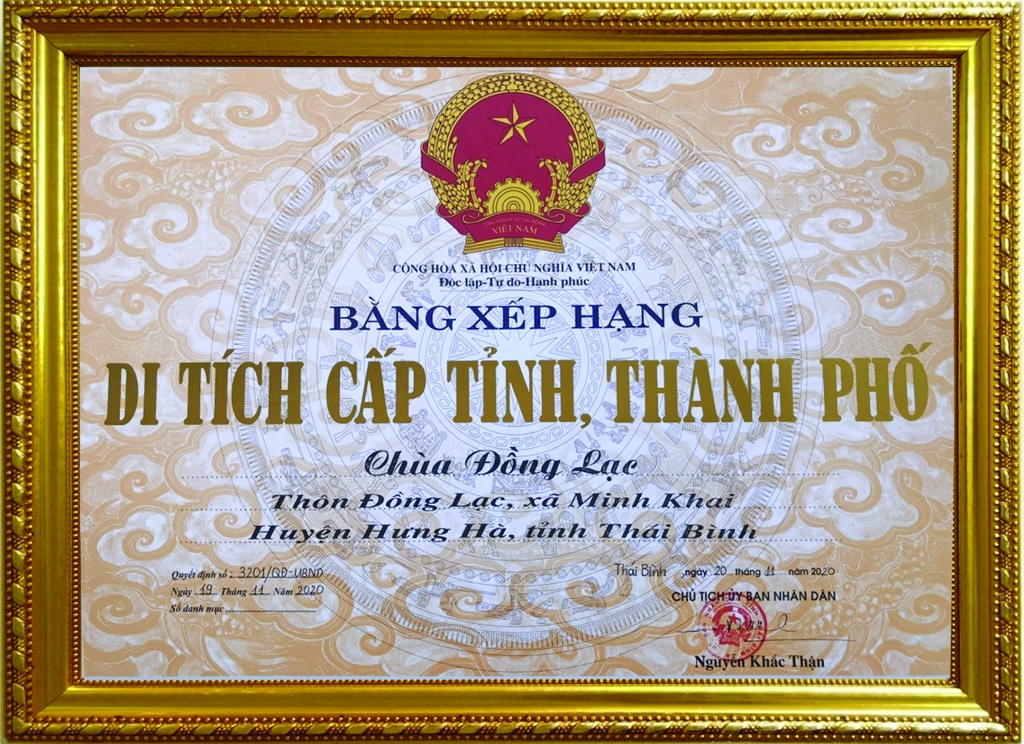 VIỆT NAM
CỘNG HÒA XÃ HỘI CHỦ NGHĨA VIỆT NAM
Độc lập-Tự do-Hạnh phúc
BẰNG XẾP HẠNG
DI TÍCH CẤP TỈNH, THÀNH PHỐ
Chùa Đồng Lạc
Thôn Đồng Lạc, xã Minh Khai
Huyện Hưng Hà, tỉnh Thái Bình
Quyết định số : 3201/QĐ-UBND
Ngày 19 Tháng 11 Năm 2020
Số danh mục
Thái Bình ,ngày 20 tháng 11 năm 2020
CHỦ TỊCH ỦY BAN NHÂN DÂN
Nguyễn Khắc Thận